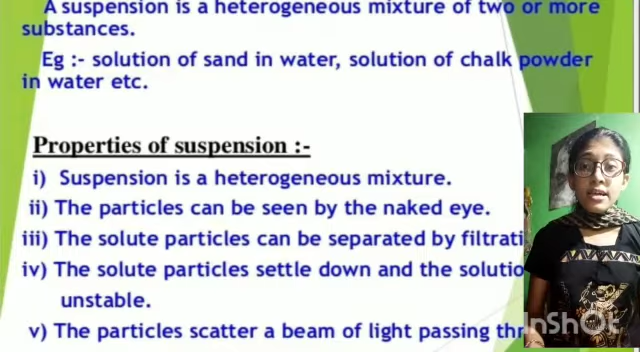 A suspension is a heterogeneous mixture of two or more
substances.
Eg :- solution of sand in water, solution of chalk powder
in water etc.
Properties of suspension :-
i) Suspension is a heterogeneous mixture.
ii) The particles can be seen by the naked eye.
iii) The solute particles can be separated by filtrati
iv) The solute particles settle down and the solutio
unstable.
v) The particles scatter a beam of light passing thr
InShOt